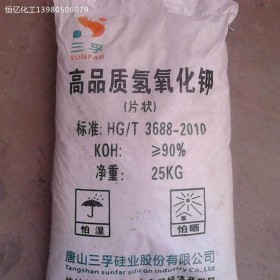 恒亿化工13980506079
三孚
SUNFAR
高品质氢氧化钾
(片状)
标准: HG/T 3688-2010
KOH: ≥90%
净重: 25KG
怕湿 怕晒
唐山三孚硅业股份有限公司
Tangshan sunfar silicon industry co.,Ltd.